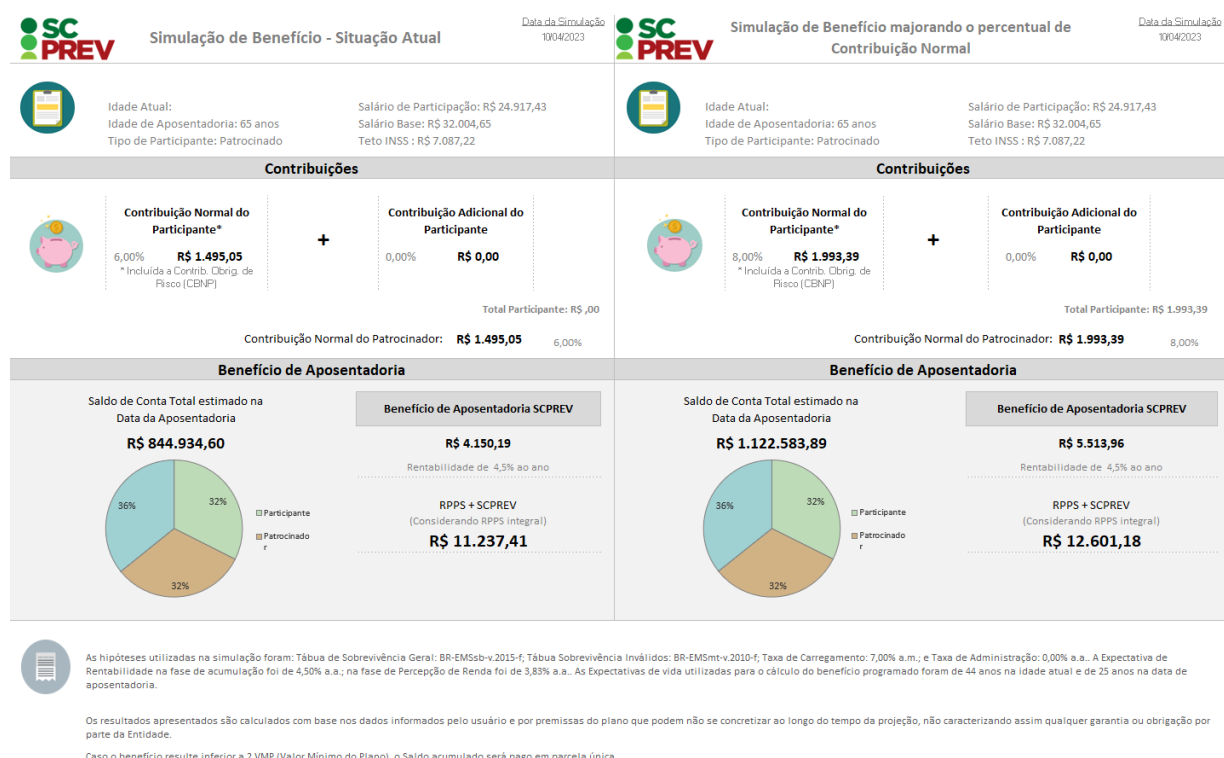 SC
PREV
Simulação de Benefício - Situação Atual
Data da Simulação
10/04/2023
Idade Atual:
Idade de Aposentadoria: 65 anos
Tipo de Participante: Patrocinado
Salário de Participação: R$ 24.917,43
Salário Base: R$ 32.004,65
Teto INSS : R$ 7.087,22
Contribuições
Contribuição Normal do
Participante*
6,00% R$ 1.495,05
* Incluída a Contrib. Obrig. de
Risco (CBNP)
+
Contribuição Adicional do
Participante
0,00% R$ 0,00
Total Participante: R$ ,00
Contribuição Normal do Patrocinador: R$ 1.495,05 6,00%
Benefício de Aposentadoria
Saldo de Conta Total estimado na
Data da Aposentadoria
R$ 844.934,60
36%
32%
32%
Participante
Patrocinado
r
Benefício de Aposentadoria SCPREV
R$ 4.150,19
Rentabilidade de 4,5% ao ano
RPPS + SCPREV
(Considerando RPPS integral)
R$ 11.237,41
SC
PREV
Simulação de Benefício majorando o percentual de
Contribuição Normal
Data da Simulação
10/04/2023
Idade Atual:
Idade de Aposentadoria: 65 anos
Tipo de Participante: Patrocinado
Salário de Participação: R$ 24.917,43
Salário Base: R$ 32.004,65
Teto INSS : R$ 7.087,22
Contribuições
Contribuição Normal do
Participante*
8,00% R$ 1.993,39
* Incluída a Contrib. Obrig. de
Risco (CBNP)
+
Contribuição Adicional do
Participante
0,00% R$ 0,00
Total Participante: R$ 1.993,39
Contribuição Normal do Patrocinador: R$ 1.993,39 8,00%
Benefício de Aposentadoria
Saldo de Conta Total estimado na
Data da Aposentadoria
R$ 1.122.583,89
36%
32%
32%
Participante
Patrocinado
r
Benefício de Aposentadoria SCPREV
R$ 5.513,96
Rentabilidade de 4,5% ao ano
RPPS + SCPREV
(Considerando RPPS integral)
R$ 12.601,18
As hipóteses utilizadas na simulação foram: Tábua de Sobrevivência Geral: BR-EMSsb-v.2015-f; Tábua Sobrevivência Inválidos: BR-EMSmt-v.2010-f; Taxa de Carregamento: 7,00% a.m.; e Taxa de Administração: 0,00% a.a.. A Expectativa de
Rentabilidade na fase de acumulação foi de 4,50% a.a.; na fase de Percepção de Renda foi de 3,83% a.a.. As Expectativas de vida utilizadas para o cálculo do benefício programado foram de 44 anos na idade atual e de 25 anos na data de
aposentadoria.
Os resultados apresentados são calculados com base nos dados informados pelo usuário e por premissas do plano que podem não se concretizar ao longo do tempo da projeção, não caracterizando assim qualquer garantia ou obrigação por
parte da Entidade.
Caso o benefício resulte inferior a 2 VMP (Valor Mínimo do Plano), o Saldo acumulado será pago em parcela única.